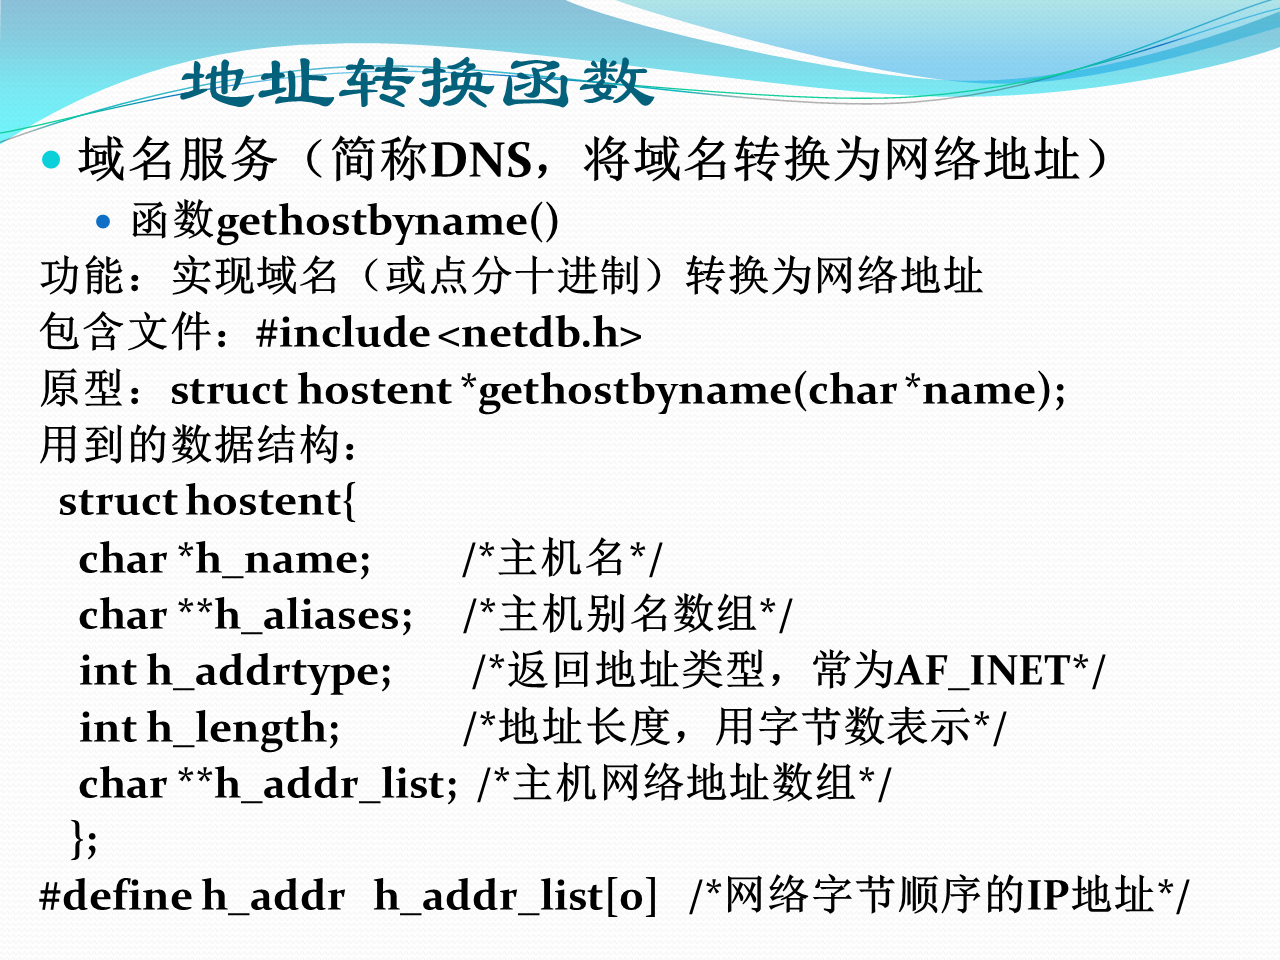 地址转换函数
域名服务（简称DNS，将域名转换为网络地址）
函数gethostbyname()
功能：实现域名（或点分十进制）转换为网络地址
包含文件：#include <netdb.h>
原型：struct hostent *gethostbyname(char *name);
用到的数据结构：
struct hostent{
char *h_name; /*主机名*/
char **h_aliases; /*主机别名数组*/
int h_addrtype; /*返回地址类型，常为AF_INET*/
int h_length; /*地址长度，用字节数表示*/
char **h_addr_list; /*主机网络地址数组*/
};
#define h_addr h_addr_list[0] /*网络字节顺序的IP地址*/